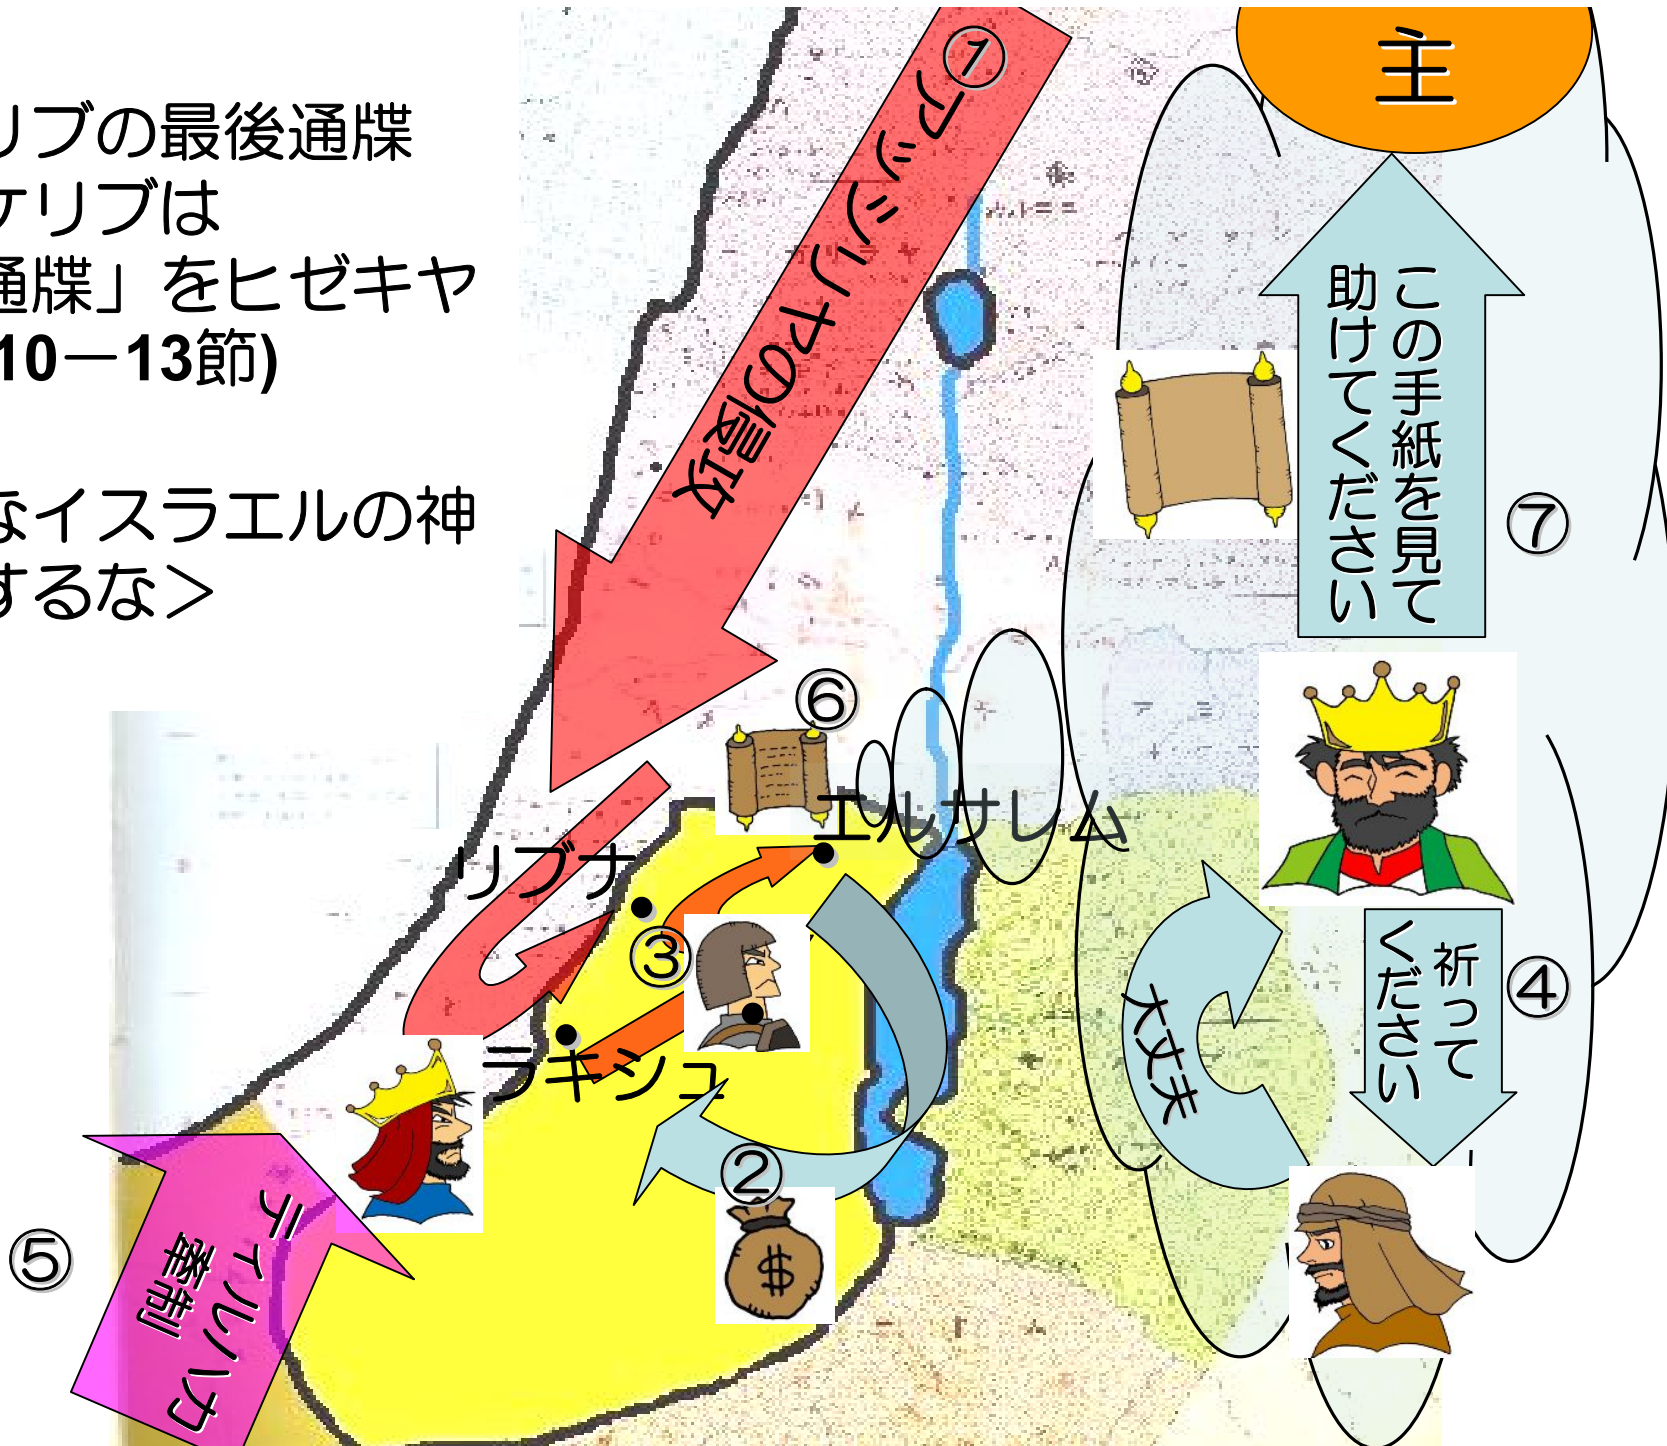 リブの最後通牒
ケリブは
通牒」をヒゼキヤ
10－13節)
なイスラエルの神
するな＞
①アッシリヤの侵攻
主
この手紙を見て
助けてください
⑦
⑥
エルサレム
リブナ
③
ラキシュ
②
$
祈って
ください
④
大丈夫
⑤
ティルハカ
牽制